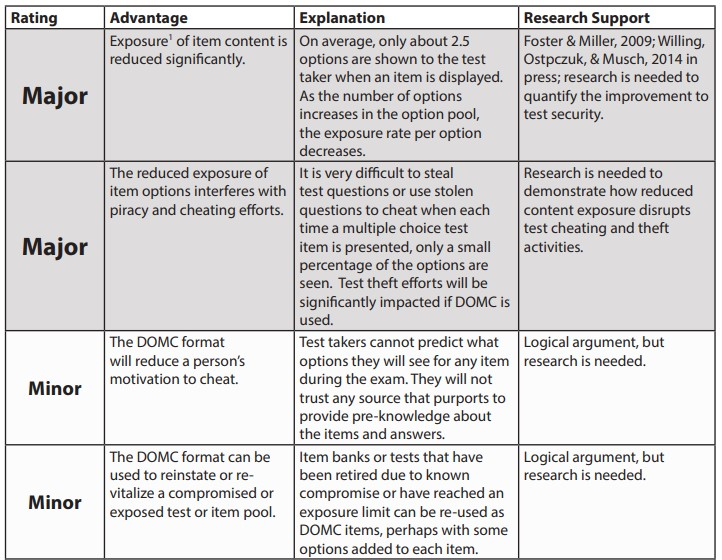 Rating Advantage Explanation Research Support
Major
Exposure¹ of item content is
reduced significantly.
On average, only about 2.5
options are shown to the test
taker when an item is displayed.
As the number of options
increases in the option pool,
the exposure rate per option
decreases.
Foster & Miller, 2009; Willing,
Ostpczuk, & Musch, 2014 in
press; research is needed to
quantify the improvement to
test security.
Major
The reduced exposure of
item options interferes with
piracy and cheating efforts.
It is very difficult to steal
test questions or use stolen
questions to cheat when each
time a multiple choice test
item is presented, only a small
percentage of the options are
seen. Test theft efforts will be
significantly impacted if DOMC is
used.
Research is needed to
demonstrate how reduced
content exposure disrupts
test cheating and theft
activities.
Minor
The DOMC format
will reduce a person's
motivation to cheat.
Test takers cannot predict what
options they will see for any item
during the exam. They will not
trust any source that purports to
provide pre-knowledge about
the items and answers.
Logical argument, but
research is needed.
Minor
The DOMC format can be
used to reinstate or re-
vitalize a compromised or
exposed test or item pool.
Item banks or tests that have
been retired due to known
compromise or have reached an
exposure limit can be re-used as
DOMC items, perhaps with some
options added to each item.
Logical argument, but
research is needed.